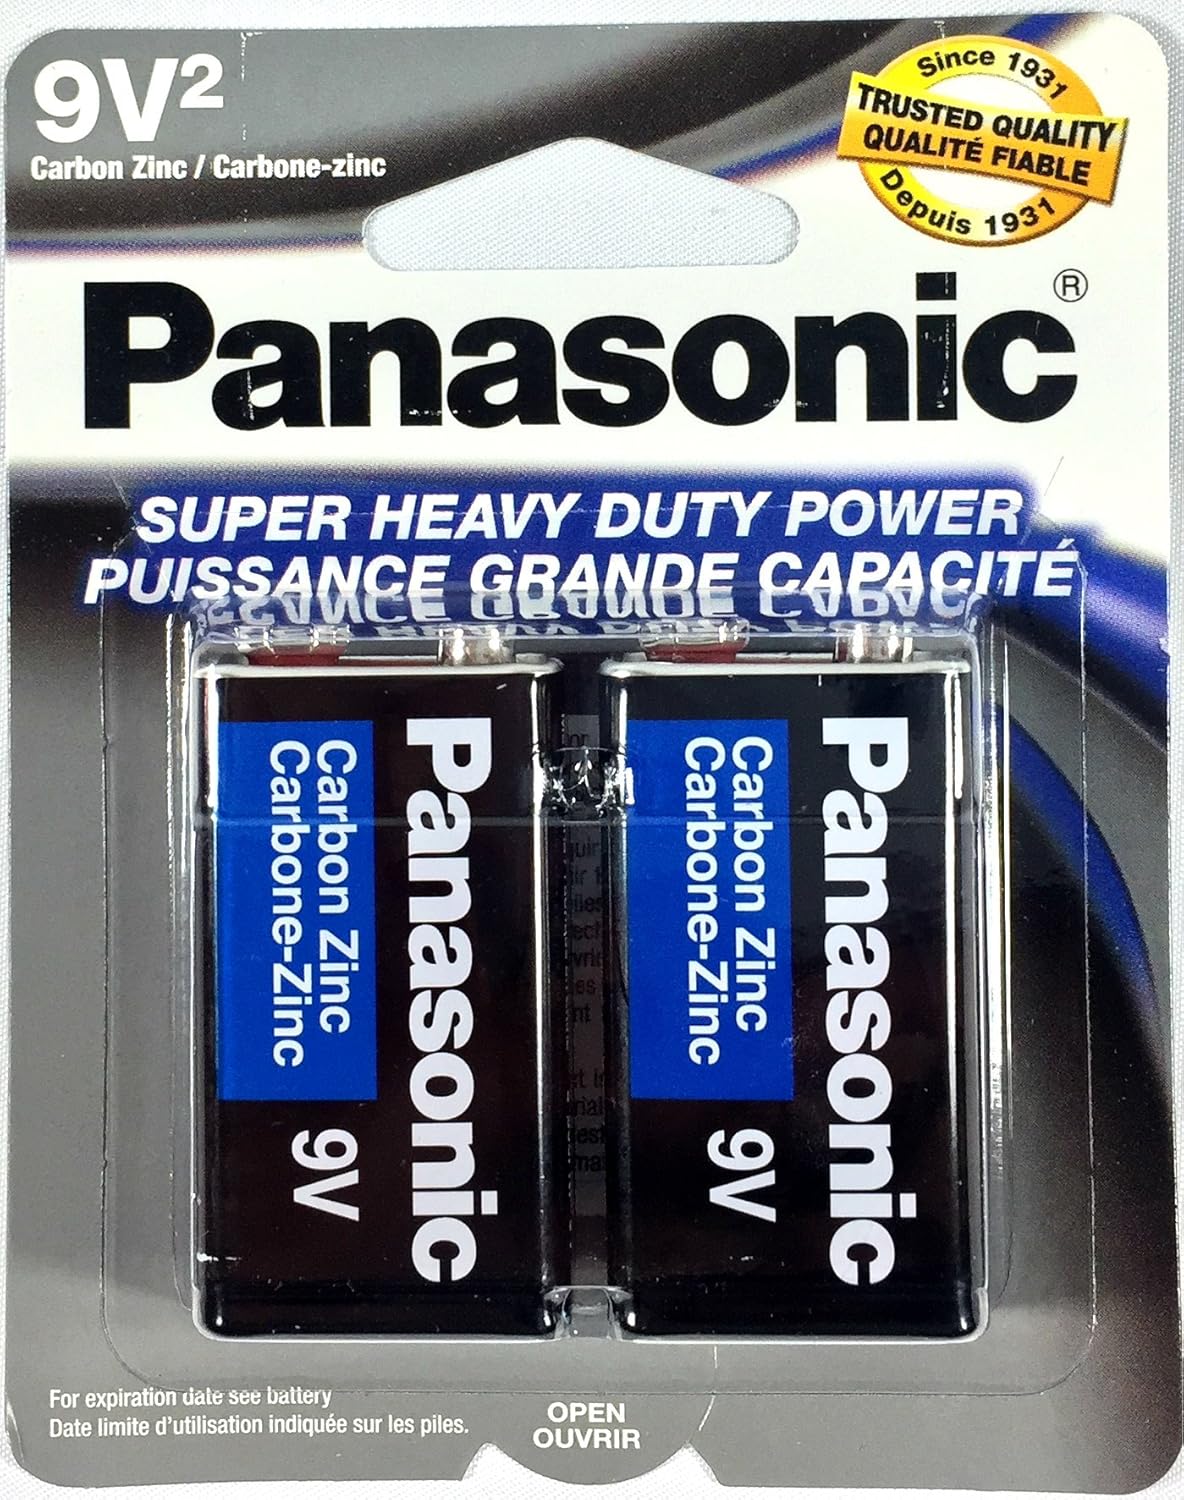 9V²
Carbon Zinc / Carbone-zinc
Since 1931
TRUSTED QUALITY
QUALITÉ FIABLE
Depuis 1931
Panasonic®
SUPER HEAVY DUTY POWER
PUISSANCE GRANDE CAPACITÉ
Panasonic
Carbon Zinc
Carbone-Zinc
9V
Panasonic
Carbon Zinc
Carbone-Zinc
9V
For expiration date see battery
Date limite d'utilisation indiquée sur les piles.
OPEN
OUVRIR